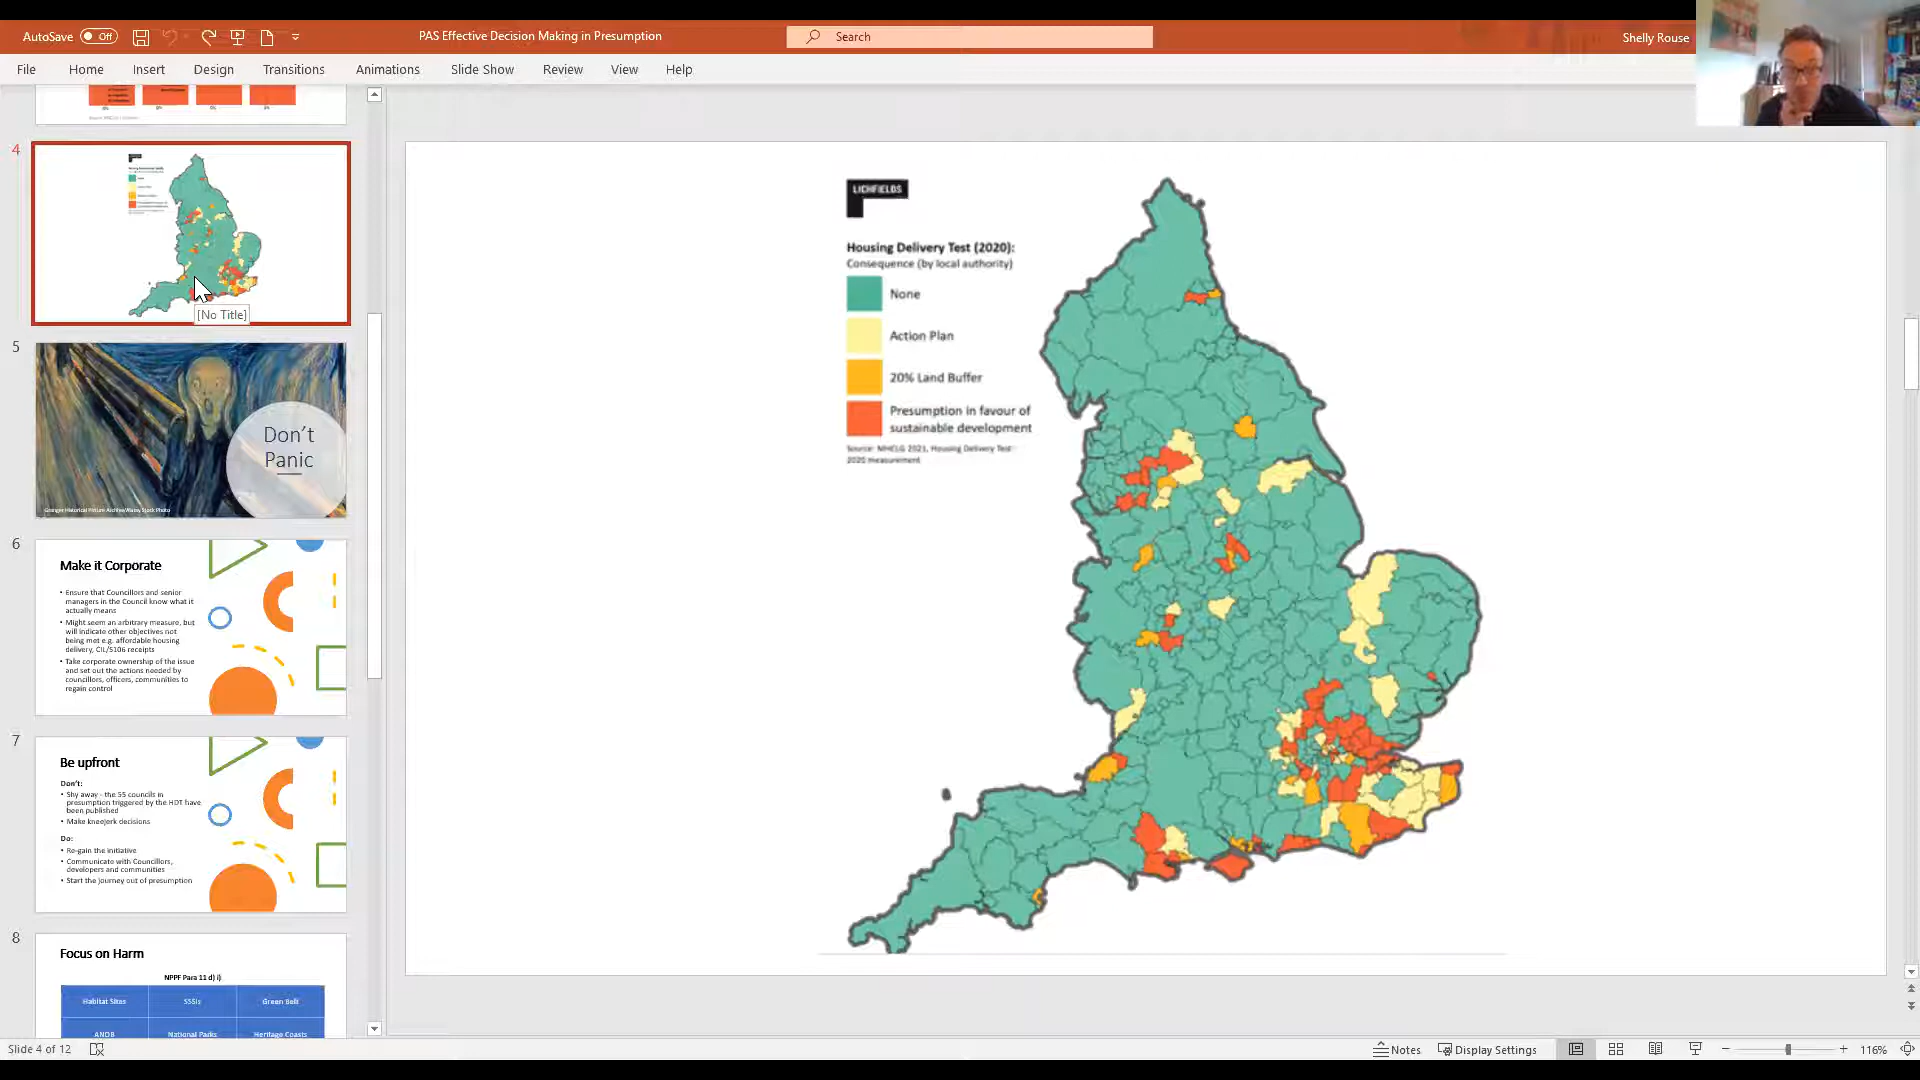 AutoSave Off
PAS Effective Decision Making in Presumption
Search
Shelly Rouse
File Home Insert Design Transitions Animations Slide Show Review View Help
4
[No Title]
5
Don't
Panic
Granger Historical Picture Archive/Alamy Stock Photo
6
Make it Corporate
• Ensure that Councillors and senior
managers in the Council know what it
actually means
• Might seem an arbitrary measure, but
will indicate other objectives not
being met e.g. affordable housing
delivery, CIL/S106 receipts
• Take corporate ownership of the issue
and set out the actions needed by
councillors, officers, communities to
regain control
7
Be upfront
Don't:
• Shy away - the 55 councils in
presumption triggered by the HDT have
been published
• Make kneejerk decisions
Do:
• Re-gain the initiative
• Communicate with Councillors,
developers and communities
• Start the journey out of presumption
8
Focus on Harm
NPPF Para 11 d) i)
Habitat Sites SSSIs Green Belt
AONB National Parks Heritage Coasts
LICHFIELDS
Housing Delivery Test (2020):
Consequence (by local authority)
None
Action Plan
20% Land Buffer
Presumption in favour of
sustainable development
Source: MHCLG 2021, Housing Delivery Test
2020 measurement
Slide 4 of 12
Notes Display Settings
116%